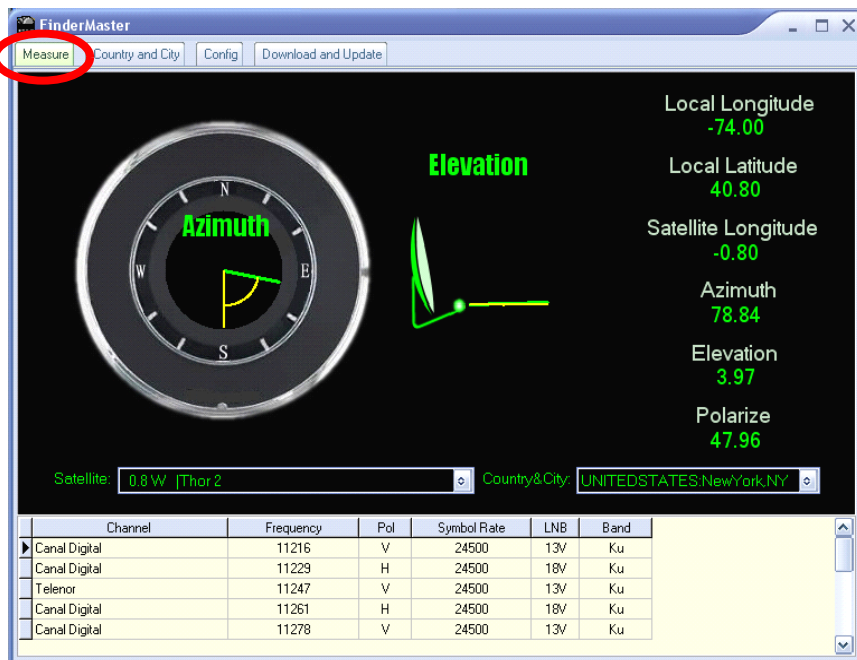 FinderMaster
Measure Country and City Config Download and Update
Local Longitude
-74.00
Elevation
Local Latitude
40.80
N
Azimuth
W
E
S
Satellite Longitude
-0.80
Azimuth
78.84
Elevation
3.97
Polarize
47.96
Satellite: 0.8 W |Thor 2 Country&City: UNITEDSTATES:NewYork,NY
Channel Frequency Pol Symbol Rate LNB Band
Canal Digital 11216 V 24500 13V Ku
Canal Digital 11229 H 24500 18V Ku
Telenor 11247 V 24500 13V Ku
Canal Digital 11261 H 24500 18V Ku
Canal Digital 11278 V 24500 13V Ku